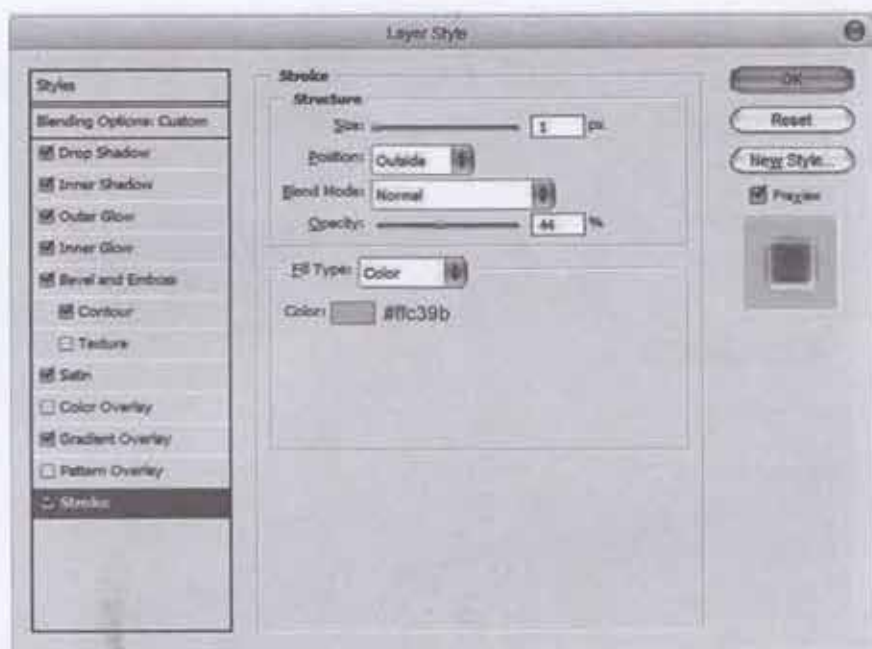 Layer Style
Styles
Blending Options: Custom
Drop Shadow
Inner Shadow
Outer Glow
Inner Glow
Bevel and Emboss
Contour
Texture
Satin
Color Overlay
Gradient Overlay
Pattern Overlay
Stroke
Stroke
Structure
Size: 1 px
Position: Outside
Blend Mode: Normal
Opacity: 44 %
Fill Type: Color
Color: #ffc39b
OK
Reset
New Style...
Preview